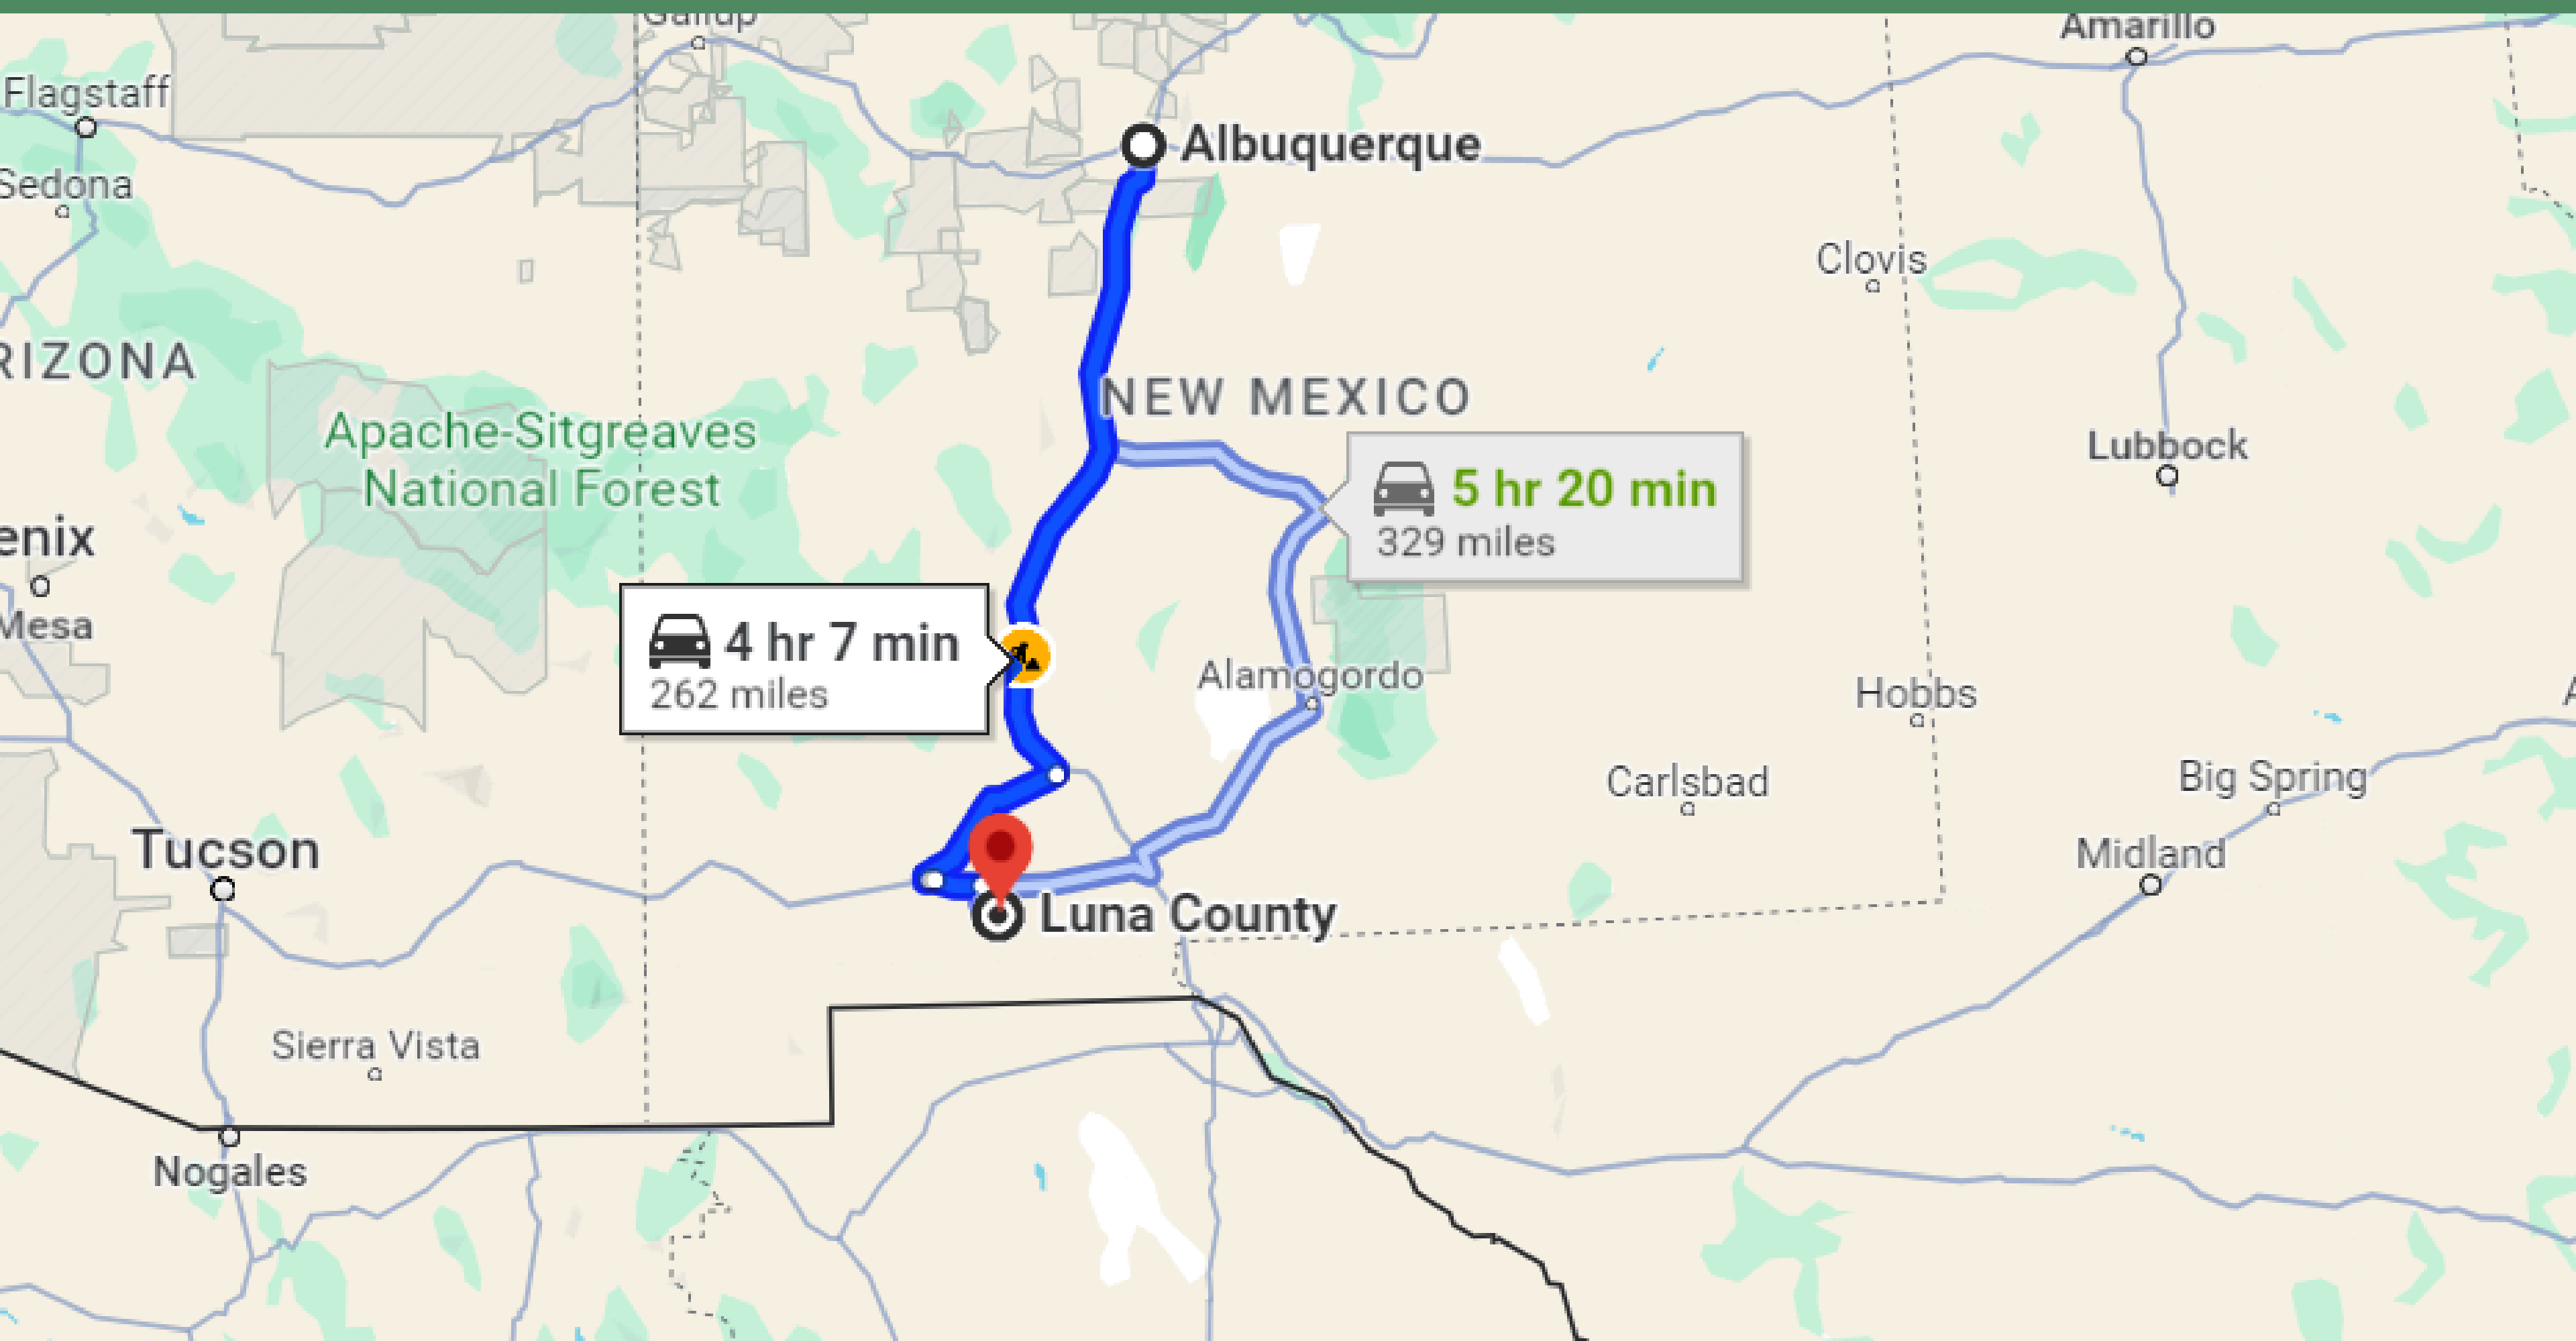 Gallup
Amarillo
Flagstaff
Albuquerque
Sedona
Clovis
RIZONA
NEW MEXICO
Apache-Sitgreaves
National Forest
Lubbock
5 hr 20 min
329 miles
enix
Mesa
4 hr 7 min
262 miles
Alamogordo
Hobbs
A
Carlsbad
Big Spring
Tucson
Midland
Luna County
Sierra Vista
Nogales